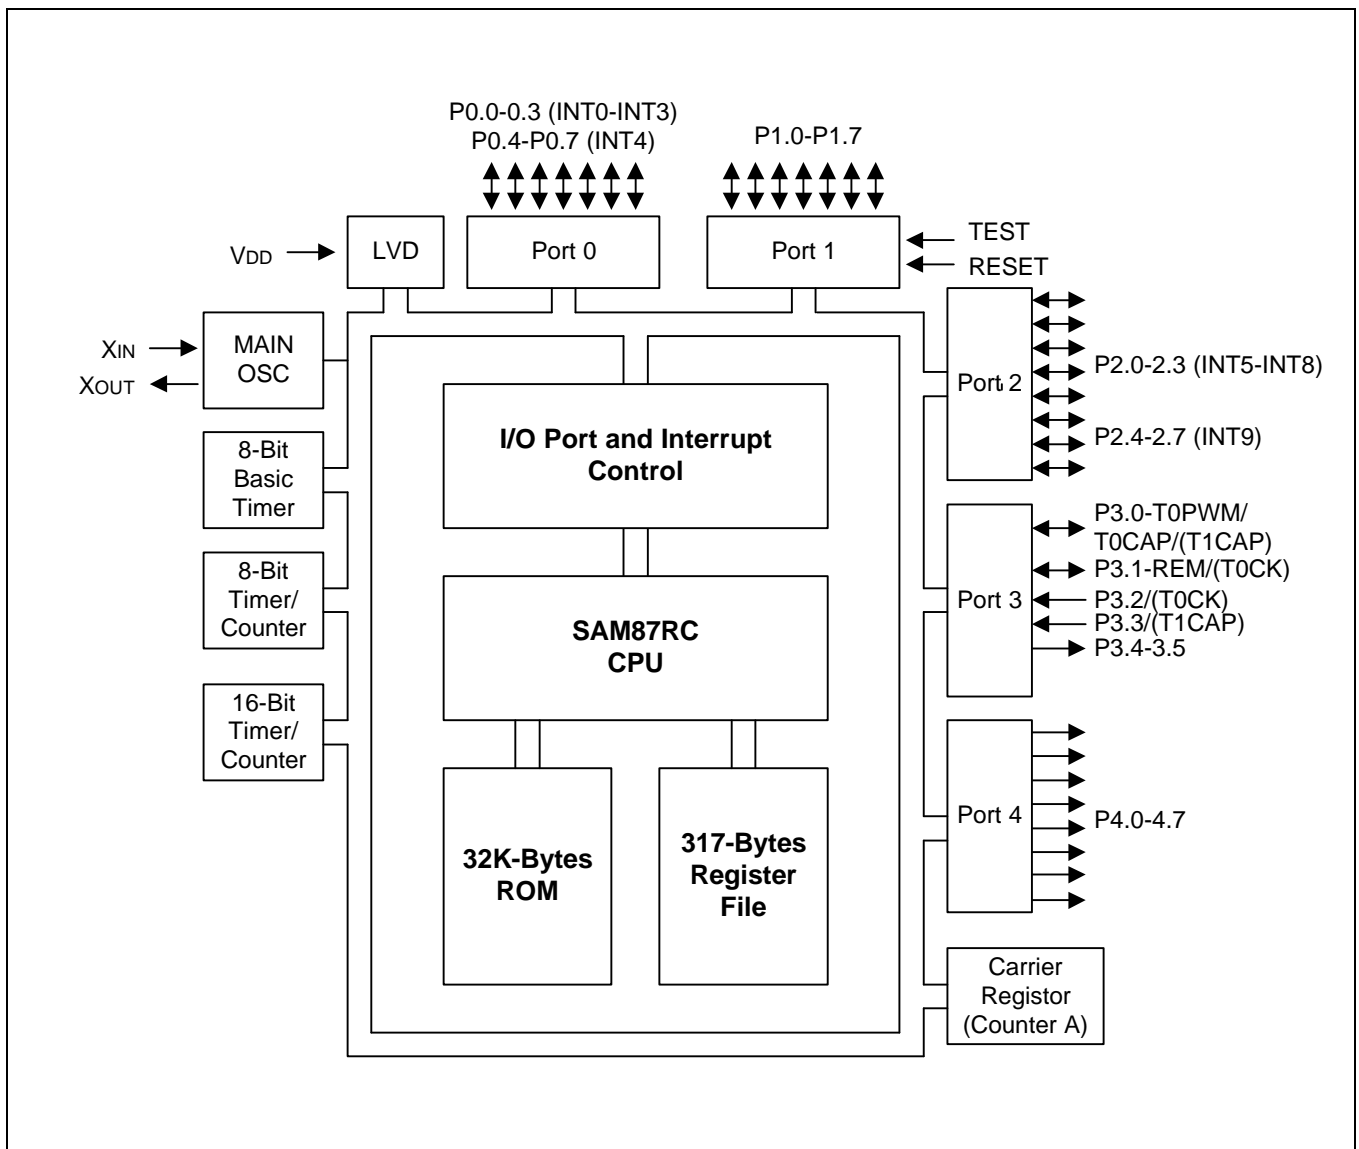 P0.0-0.3 (INT0-INT3)
P0.4-P0.7 (INT4)
P1.0-P1.7
VDD
LVD
Port 0
Port 1
TEST
RESET
XIN
XOUT
MAIN
OSC
Port 2
P2.0-2.3 (INT5-INT8)
P2.4-2.7 (INT9)
I/O Port and Interrupt
Control
8-Bit
Basic
Timer
8-Bit
Timer/
Counter
16-Bit
Timer/
Counter
SAM87RC
CPU
Port 3
P3.0-T0PWM/
T0CAP/(T1CAP)
P3.1-REM/(T0CK)
P3.2/(T0CK)
P3.3/(T1CAP)
P3.4-3.5
32K-Bytes
ROM
317-Bytes
Register
File
Port 4
P4.0-4.7
Carrier
Registor
(Counter A)